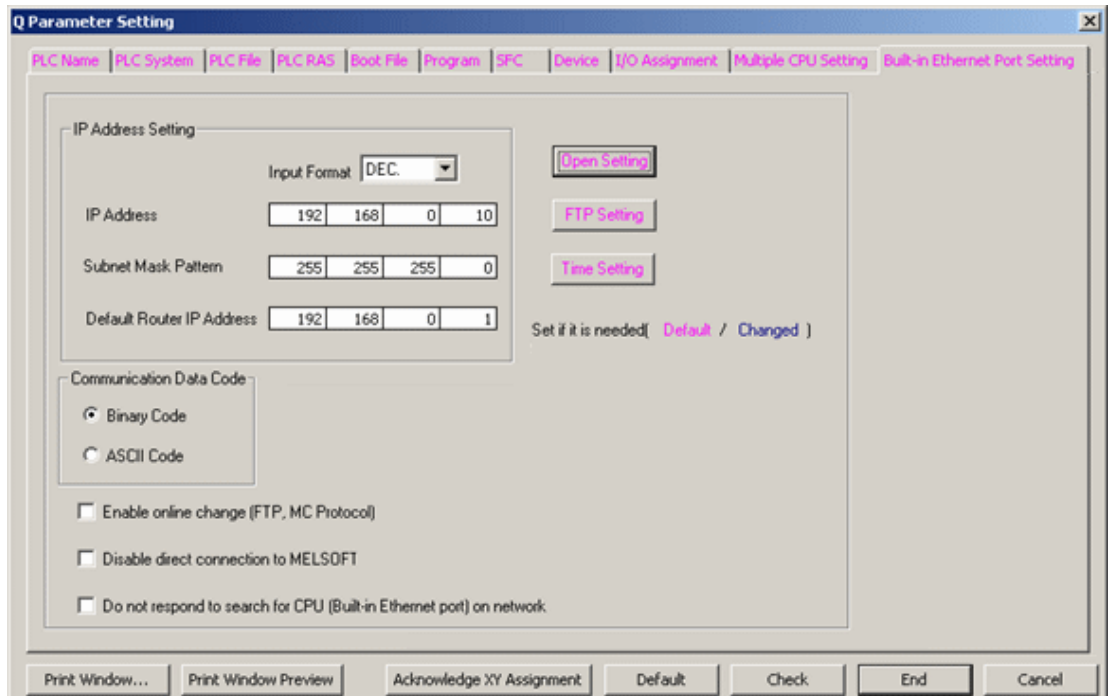 Q Parameter Setting
PLC Name PLC System PLC File PLC RAS Boot File Program SFC Device I/O Assignment Multiple CPU Setting Built-in Ethernet Port Setting
IP Address Setting
Input Format DEC.
IP Address 192 168 0 10
Subnet Mask Pattern 255 255 255 0
Default Router IP Address 192 168 0 1
Open Setting
FTP Setting
Time Setting
Set if it is needed( Default / Changed )
Communication Data Code
Binary Code
ASCII Code
Enable online change (FTP, MC Protocol)
Disable direct connection to MELSOFT
Do not respond to search for CPU (Built-in Ethernet port) on network
Print Window... Print Window Preview Acknowledge XY Assignment Default Check End Cancel